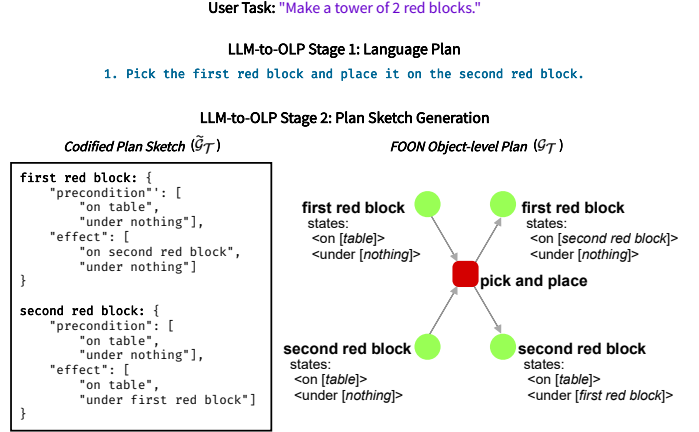 User Task: "Make a tower of 2 red blocks."
LLM-to-OLP Stage 1: Language Plan
1. Pick the first red block and place it on the second red block.
LLM-to-OLP Stage 2: Plan Sketch Generation
Codified Plan Sketch (𝒢̃_𝒯)
first red block: {
"precondition"': [
"on table",
"under nothing"],
"effect": [
"on second red block",
"under nothing"]
}
second red block: {
"precondition": [
"on table",
"under nothing"],
"effect": [
"on table",
"under first red block"]
}
FOON Object-level Plan (𝒢_𝒯)
first red block
states:
<on [table]>
<under [nothing]>
first red block
states:
<on [second red block]>
<under [nothing]>
pick and place
second red block
states:
<on [table]>
<under [nothing]>
second red block
states:
<on [table]>
<under [first red block]>